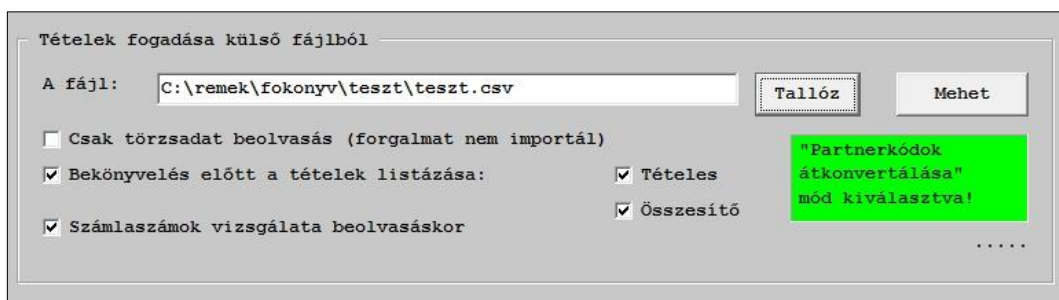 Tételek fogadása külső fájlból
A fájl: C:\remek\fokonyv\teszt\teszt.csv Tallóz Mehet
Csak törzsadat beolvasás (forgalmat nem importál)
Bekönyvelés előtt a tételek listázása: Tételes
Összesítő
Számlaszámok vizsgálata beolvasáskor
"Partnerkódok
átkonvertálása"
mód kiválasztva!
.....